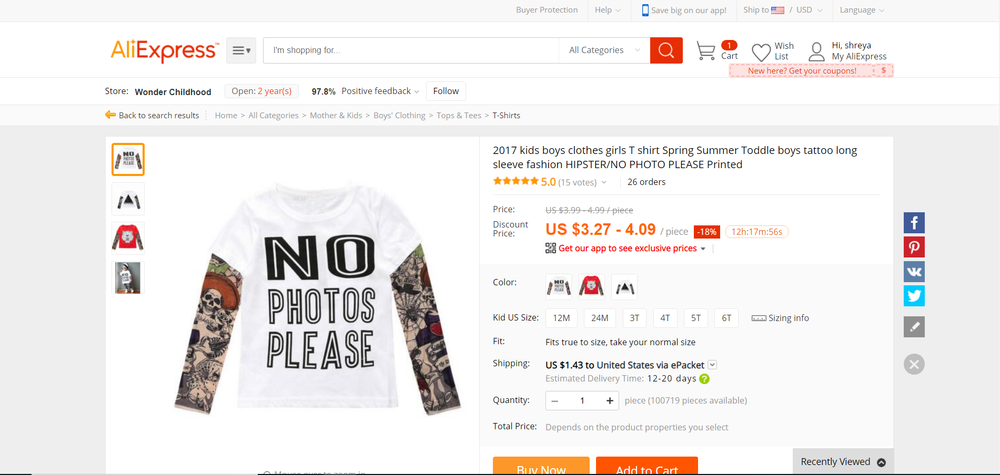 Buyer Protection Help Save big on our app! Ship to / USD Language
AliExpress™ I'm shopping for... All Categories 1 Cart Wish List Hi, shreya My AliExpress
New here? Get your coupons! $
Store: Wonder Childhood Open: 2 year(s) 97.8% Positive feedback Follow
Back to search results Home > All Categories > Mother & Kids > Boys' Clothing > Tops & Tees > T-Shirts
NO
PHOTOS
PLEASE
2017 kids boys clothes girls T shirt Spring Summer Toddle boys tattoo long
sleeve fashion HIPSTER/NO PHOTO PLEASE Printed
5.0 (15 votes) 26 orders
Price: US $3.99 - 4.99 / piece
Discount Price: US $3.27 - 4.09 / piece -18% 12h:17m:56s
Get our app to see exclusive prices
Color: NO PHOTOS PLEASE
Kid US Size: 12M 24M 3T 4T 5T 6T Sizing info
Fit: Fits true to size, take your normal size
Shipping: US $1.43 to United States via ePacket
Estimated Delivery Time: 12-20 days ?
Quantity: − 1 + piece (100719 pieces available)
Total Price: Depends on the product properties you select
Buy Now Add to Cart
Recently Viewed
NO
PHOTOS
PLEASE
Mouse over to zoom in